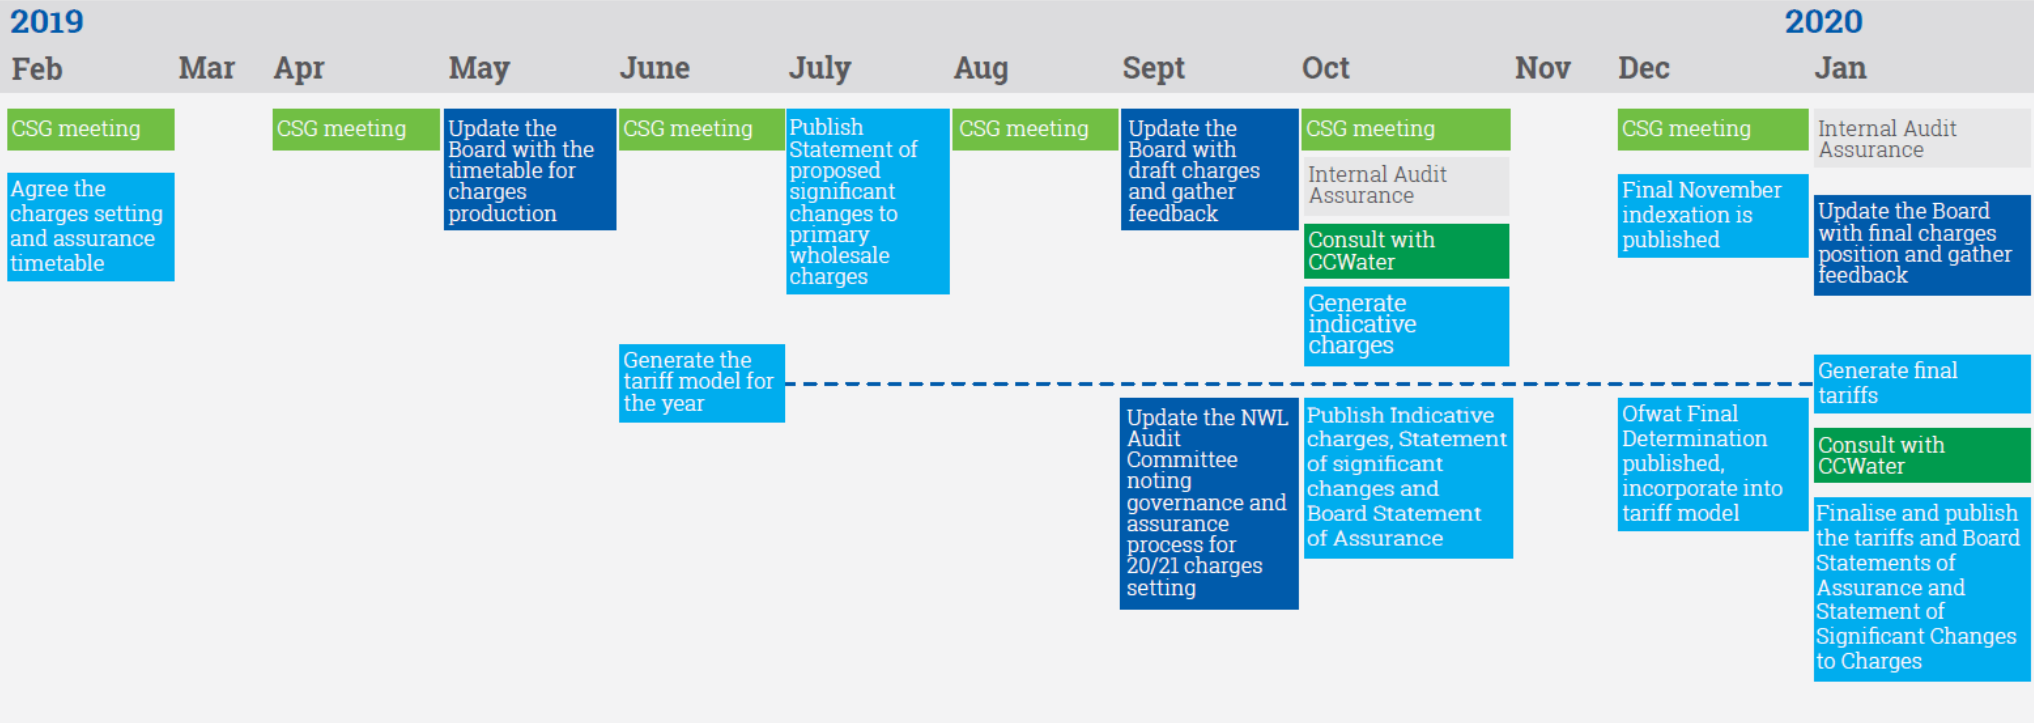 2019
2020
Feb
Mar
Apr
May
June
July
Aug
Sept
Oct
Nov
Dec
Jan
CSG meeting
Agree the
charges setting
and assurance
timetable
CSG meeting
Update the
Board with the
timetable for
charges
production
CSG meeting
Generate the
tariff model for
the year
Publish
Statement of
proposed
significant
changes to
primary
wholesale
charges
CSG meeting
Update the
Board with
draft charges
and gather
feedback
Update the NWL
Audit
Committee
noting
governance and
assurance
process for
20/21 charges
setting
CSG meeting
Internal Audit
Assurance
Consult with
CCWater
Generate
indicative
charges
Publish Indicative
charges, Statement
of significant
changes and
Board Statement
of Assurance
CSG meeting
Final November
indexation is
published
Ofwat Final
Determination
published,
incorporate into
tariff model
Internal Audit
Assurance
Update the Board
with final charges
position and gather
feedback
Generate final
tariffs
Consult with
CCWater
Finalise and publish
the tariffs and Board
Statements of
Assurance and
Statement of
Significant Changes
to Charges